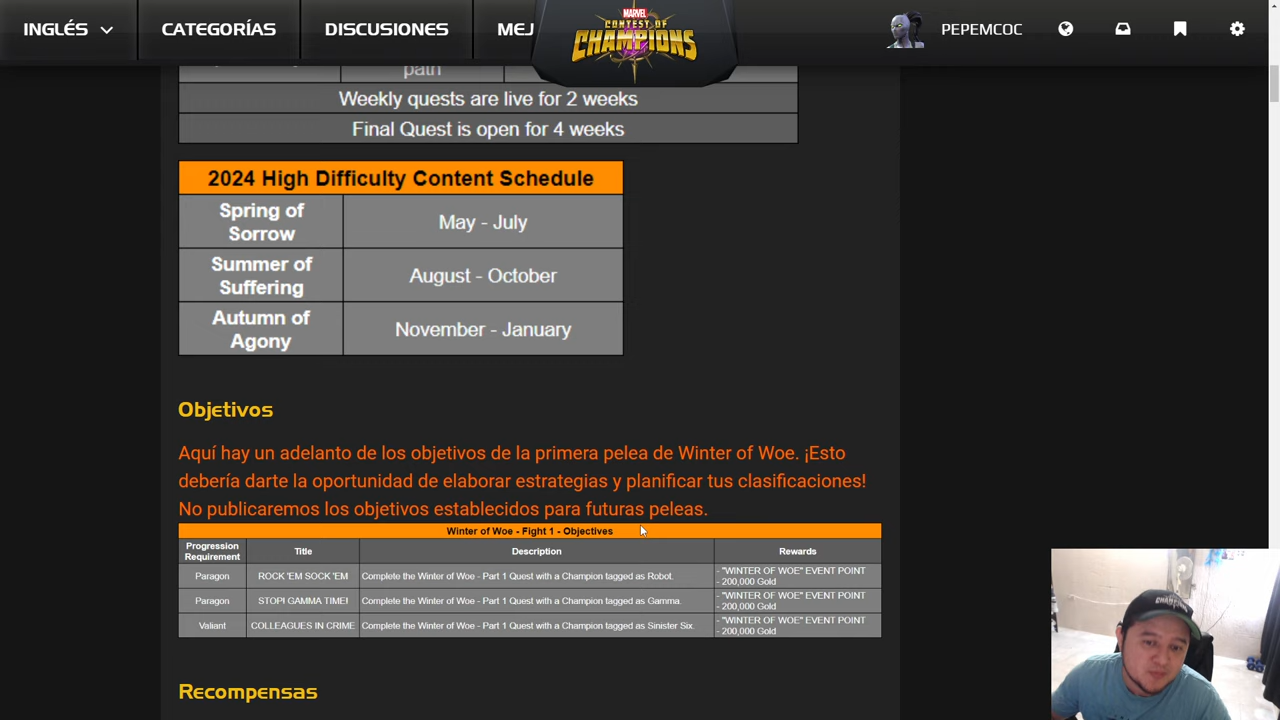 INGLÉS
CATEGORÍAS
DISCUSIONES
MEJ
MARVEL
CONTEST OF
CHAMPIONS
PEPEMCOC
path
Weekly quests are live for 2 weeks
Final Quest is open for 4 weeks
2024 High Difficulty Content Schedule
Spring of
Sorrow
May - July
Summer of
Suffering
August - October
Autumn of
Agony
November - January
Objetivos
Aquí hay un adelanto de los objetivos de la primera pelea de Winter of Woe. ¡Esto
debería darte la oportunidad de elaborar estrategias y planificar tus clasificaciones!
No publicaremos los objetivos establecidos para futuras peleas.
Winter of Woe - Fight 1 - Objectives
Progression
Requirement
Title
Description
Rewards
Paragon
ROCK 'EM SOCK 'EM
Complete the Winter of Woe - Part 1 Quest with a Champion tagged as Robot.
- "WINTER OF WOE" EVENT POINT
- 200,000 Gold
Paragon
STOP! GAMMA TIME!
Complete the Winter of Woe - Part 1 Quest with a Champion tagged as Gamma.
- "WINTER OF WOE" EVENT POINT
- 200,000 Gold
Valiant
COLLEAGUES IN CRIME
Complete the Winter of Woe - Part 1 Quest with a Champion tagged as Sinister Six.
- "WINTER OF WOE" EVENT POINT
- 200,000 Gold
Recompensas